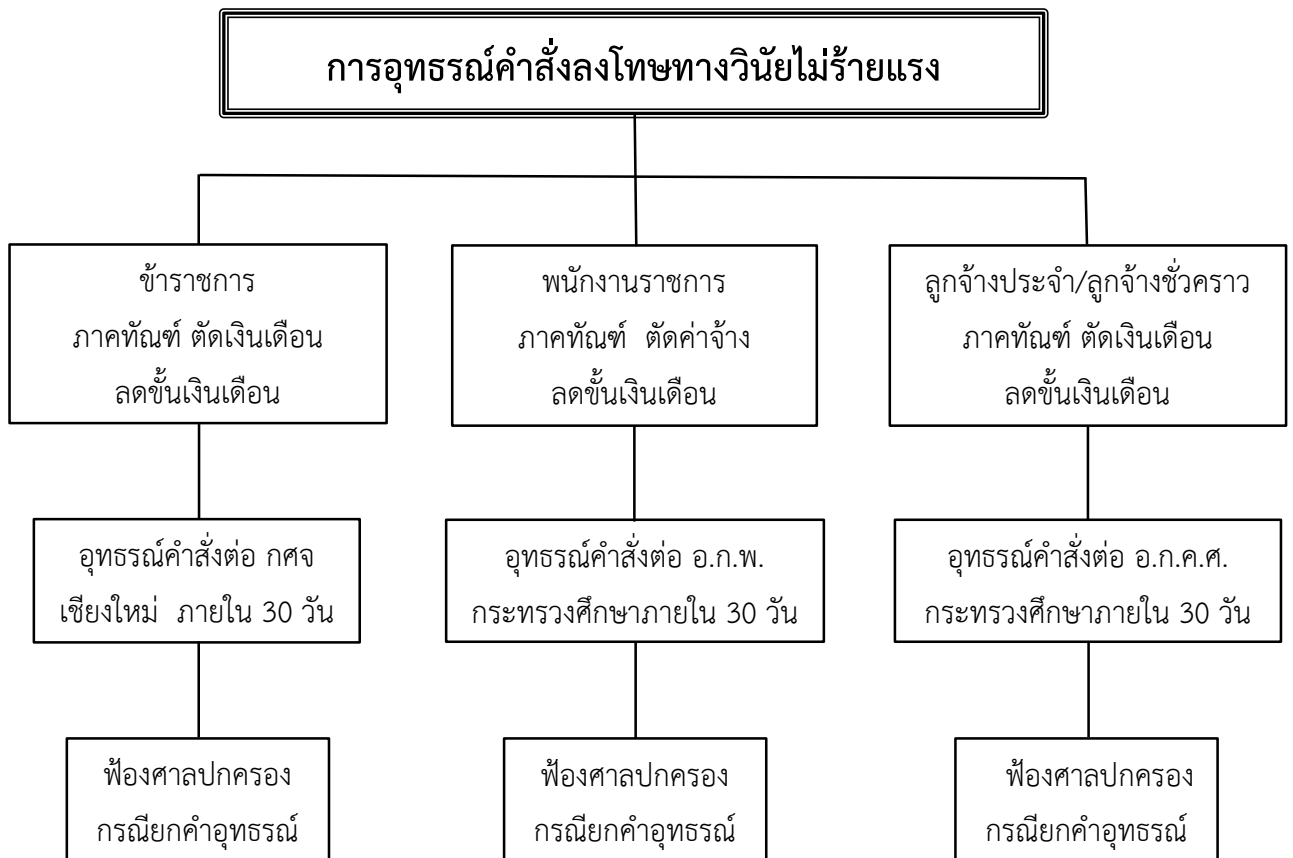 การอุทธรณ์คำสั่งลงโทษทางวินัยไม่ร้ายแรง
ข้าราชการ
ภาคทัณฑ์ ตัดเงินเดือน
ลดขั้นเงินเดือน
พนักงานราชการ
ภาคทัณฑ์ ตัดค่าจ้าง
ลดขั้นเงินเดือน
ลูกจ้างประจำ/ลูกจ้างชั่วคราว
ภาคทัณฑ์ ตัดเงินเดือน
ลดขั้นเงินเดือน
อุทธรณ์คำสั่งต่อ กศจ
เชียงใหม่ ภายใน 30 วัน
อุทธรณ์คำสั่งต่อ อ.ก.พ.
กระทรวงศึกษาภายใน 30 วัน
อุทธรณ์คำสั่งต่อ อ.ก.ค.ศ.
กระทรวงศึกษาภายใน 30 วัน
ฟ้องศาลปกครอง
กรณียกคำอุทธรณ์
ฟ้องศาลปกครอง
กรณียกคำอุทธรณ์
ฟ้องศาลปกครอง
กรณียกคำอุทธรณ์